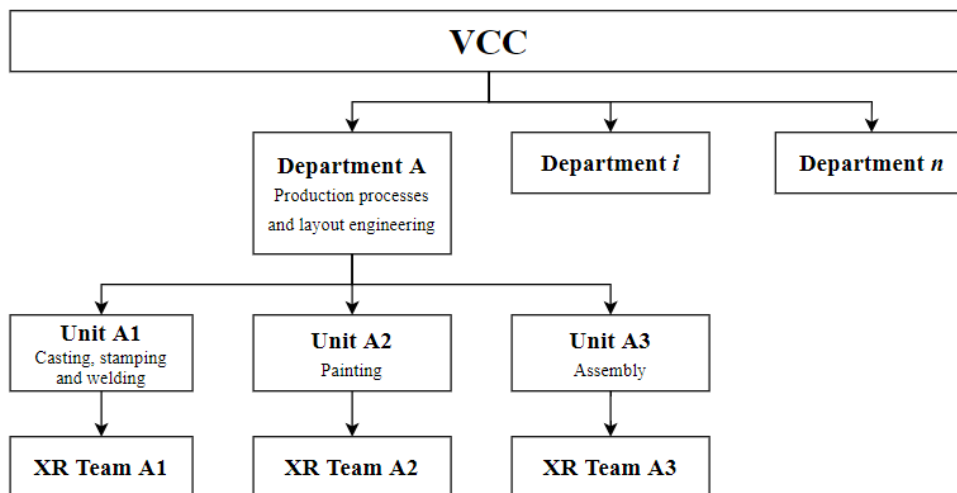 VCC
Department A
Production processes
and layout engineering
Department i
Department n
Unit A1
Casting, stamping
and welding
Unit A2
Painting
Unit A3
Assembly
XR Team A1
XR Team A2
XR Team A3